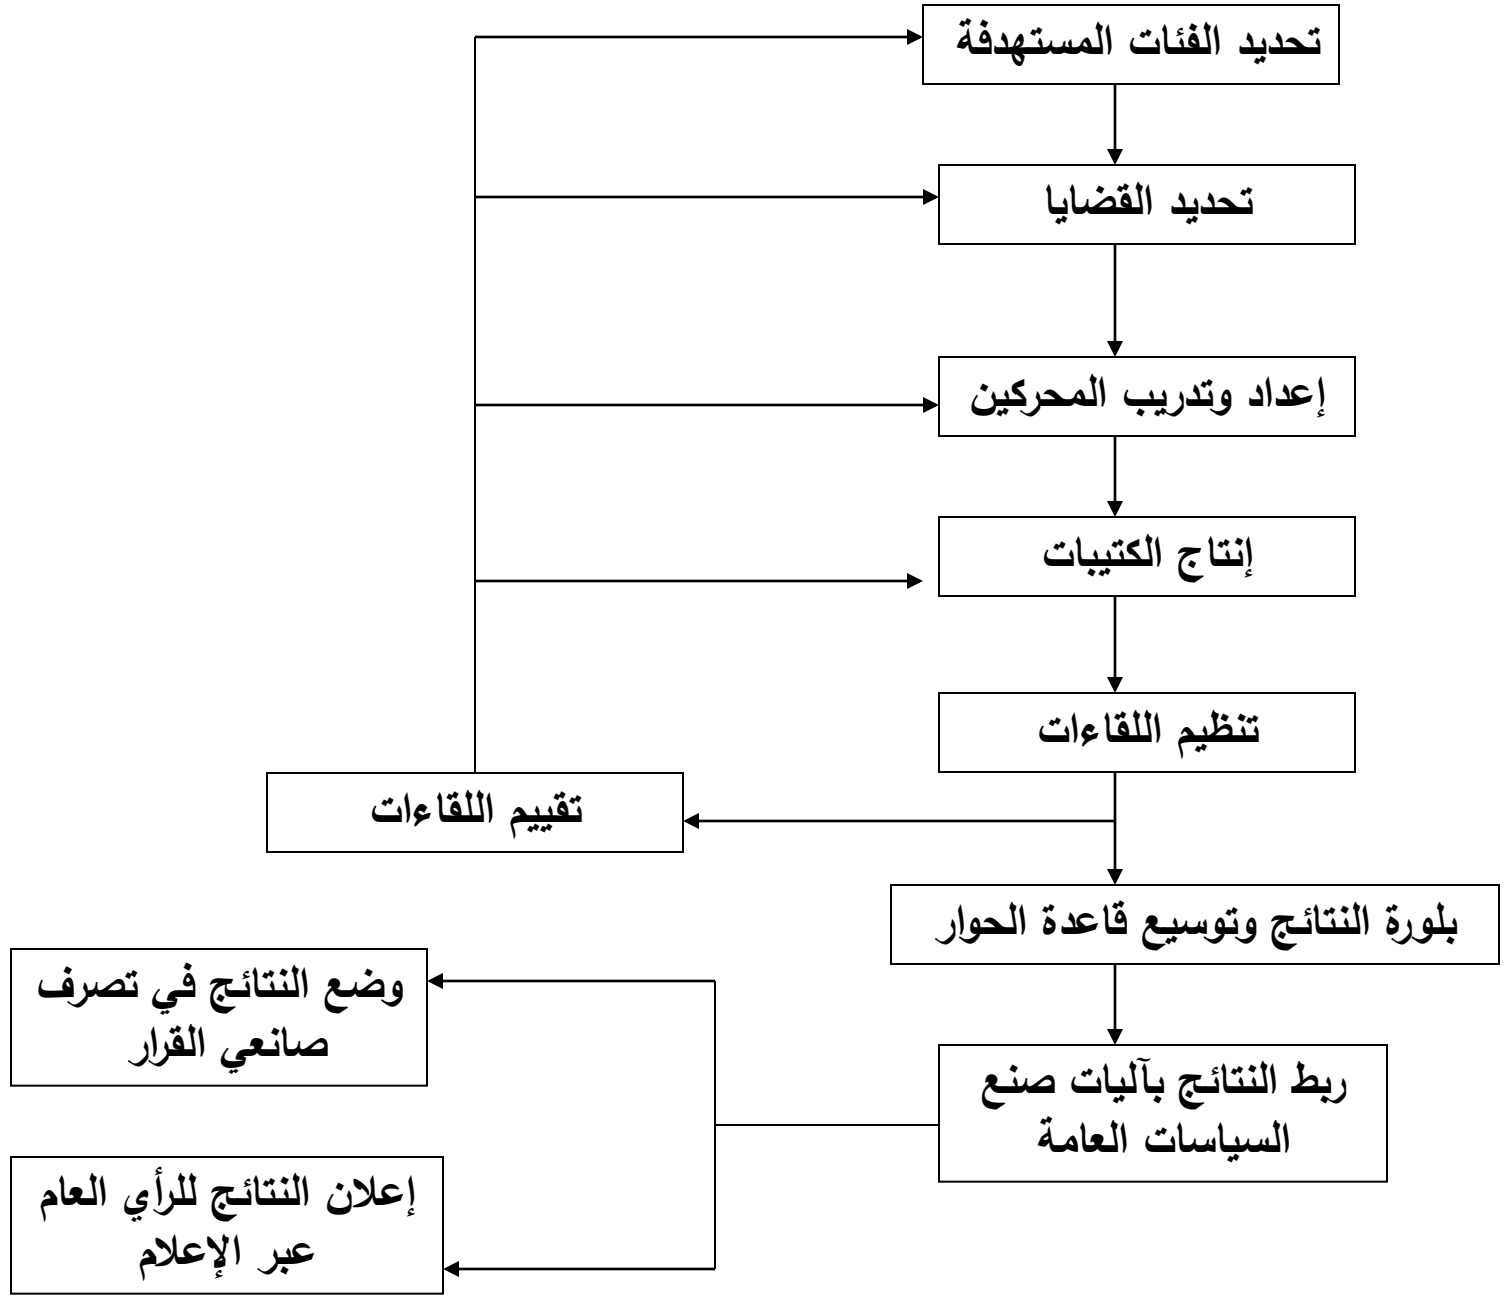 تحديد الفئات المستهدفة
تحديد القضايا
إعداد وتدريب المحركين
إنتاج الكتيبات
تنظيم اللقاءات
تقييم اللقاءات
بلورة النتائج وتوسيع قاعدة الحوار
ربط النتائج بآليات صنع
السياسات العامة
وضع النتائج في تصرف
صانعي القرار
إعلان النتائج للرأي العام
عبر الإعلام